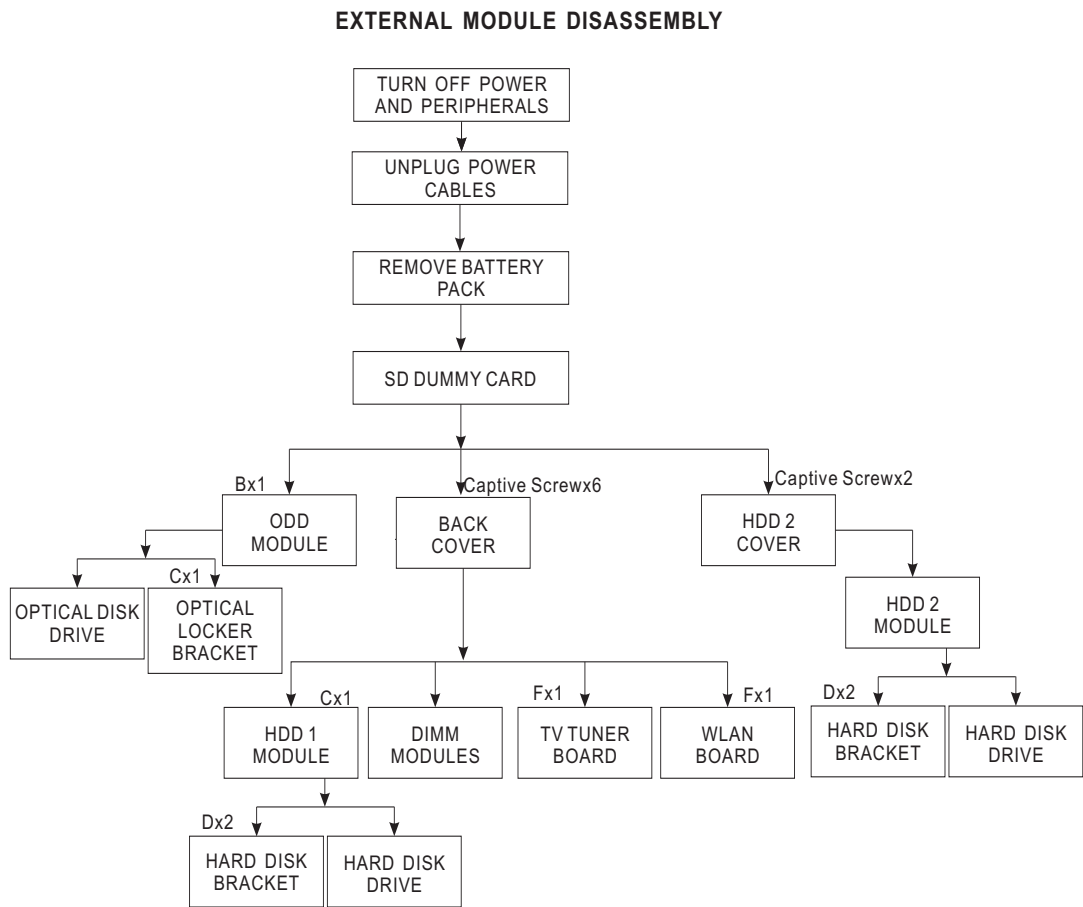 EXTERNAL MODULE DISASSEMBLY
TURN OFF POWER
AND PERIPHERALS
UNPLUG POWER
CABLES
REMOVE BATTERY
PACK
SD DUMMY CARD
Bx1
ODD
MODULE
Captive Screwx6
BACK
COVER
Captive Screwx2
HDD 2
COVER
OPTICAL DISK
DRIVE
Cx1
OPTICAL
LOCKER
BRACKET
HDD 2
MODULE
Cx1
HDD 1
MODULE
DIMM
MODULES
Fx1
TV TUNER
BOARD
Fx1
WLAN
BOARD
Dx2
HARD DISK
BRACKET
HARD DISK
DRIVE
Dx2
HARD DISK
BRACKET
HARD DISK
DRIVE